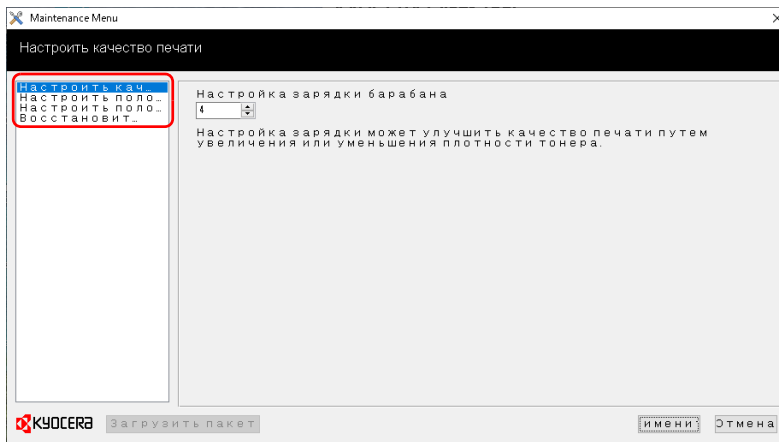 Maintenance Menu
Настроить качество печати
Настроить кач…
Настроить поло…
Настроить поло…
Восстановит…
Настройка зарядки барабана
4
Настройка зарядки может улучшить качество печати путем
увеличения или уменьшения плотности тонера.
KYOCERA
Загрузить пакет
имени
Отмена